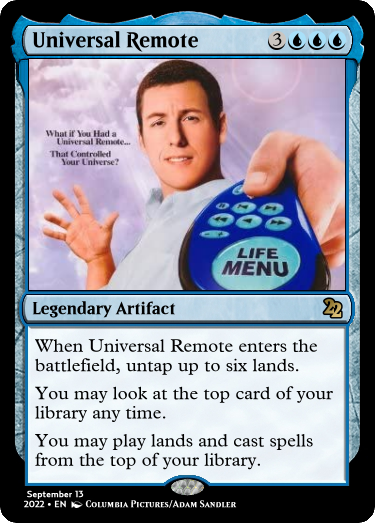 Universal Remote 3
What if You Had a
Universal Remote...
That Controlled
Your Universe?
LIFE
MENU
Legendary Artifact
22
When Universal Remote enters the
battlefield, untap up to six lands.
You may look at the top card of your
library any time.
You may play lands and cast spells
from the top of your library.
September 13
2022 • EN Columbia Pictures/Adam Sandler